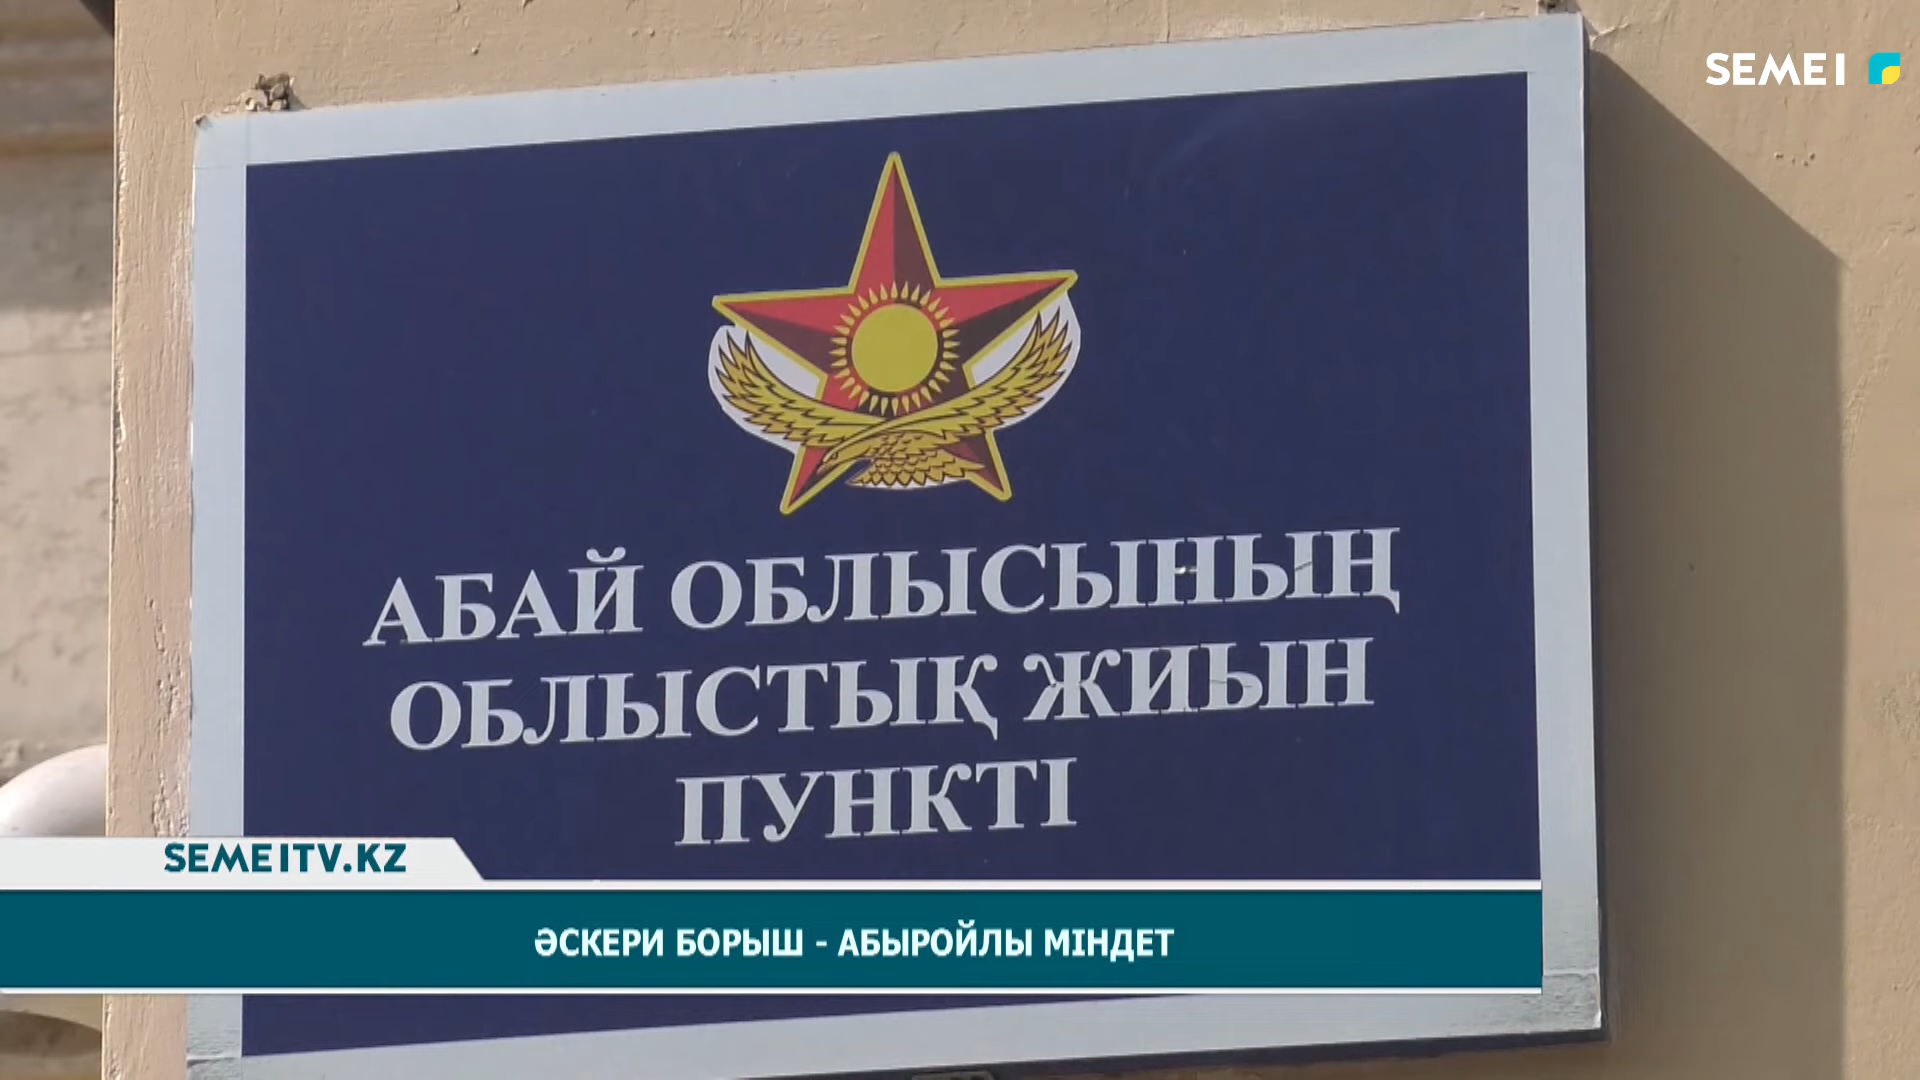 SEMEI
АБАЙ ОБЛЫСЫНЫҢ
ОБЛЫСТЫҚ ЖИЫН
ПУНКТІ
SEMEITV.KZ
ӘСКЕРИ БОРЫШ - АБЫРОЙЛЫ МІНДЕТ